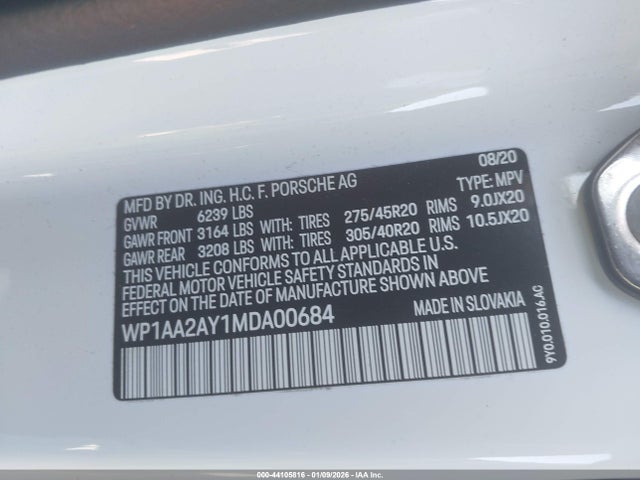 08/20
MFD BY DR. ING. H.C. F. PORSCHE AG TYPE: MPV
GVWR 6239 LBS
GAWR FRONT 3164 LBS WITH: TIRES 275/45R20 RIMS 9.0JX20
GAWR REAR 3208 LBS WITH: TIRES 305/40R20 RIMS 10.5JX20
THIS VEHICLE CONFORMS TO ALL APPLICABLE U.S.
FEDERAL MOTOR VEHICLE SAFETY STANDARDS IN
EFFECT ON THE DATE OF MANUFACTURE SHOWN ABOVE
WP1AA2AY1MDA00684 MADE IN SLOVAKIA
9Y0.010.016.AC
000-44105816 - 01/09/2026 - IAA Inc.